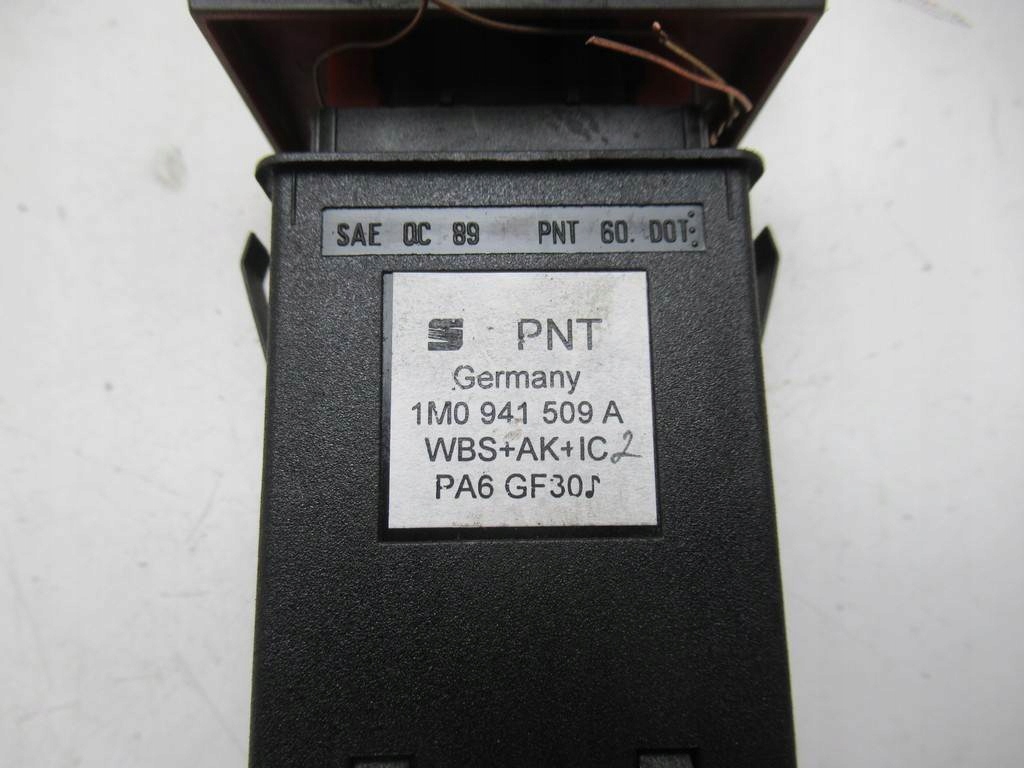 SAE QC 89 PNT 60. DOT
PNT
Germany
1M0 941 509 A
WBS+AK+IC2
PA6 GF30♪